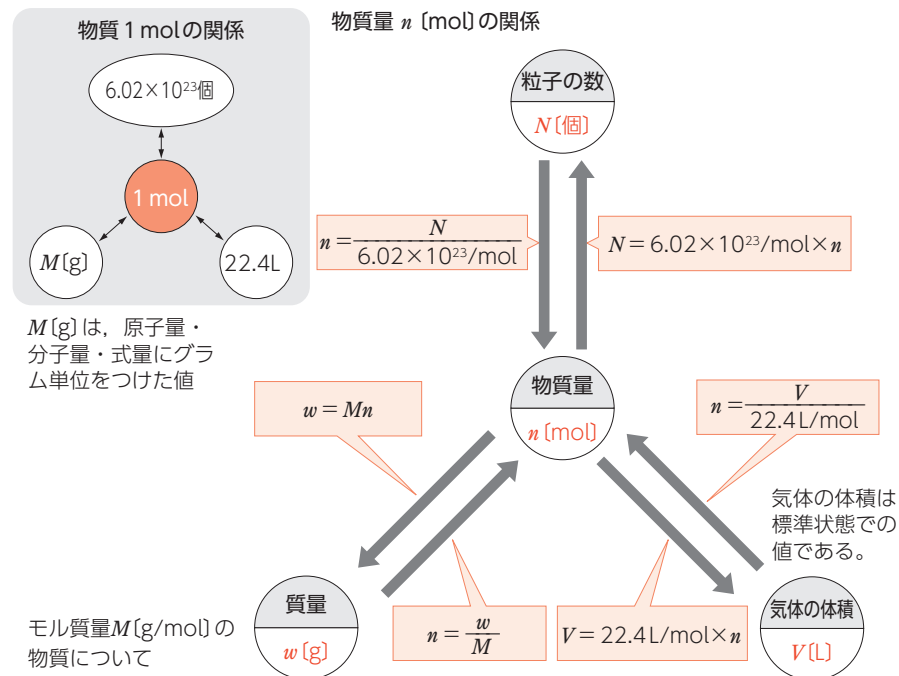 物質1molの関係
6.02×10²³個
1 mol
M〔g〕
22.4L
M〔g〕は，原子量・
分子量・式量にグラ
ム単位をつけた値
物質量 n〔mol〕の関係
粒子の数
N〔個〕
n＝N/6.02×10²³/mol
N＝6.02×10²³/mol×n
物質量
n〔mol〕
w＝Mn
n＝V/22.4L/mol
気体の体積は
標準状態での
値である。
モル質量M〔g/mol〕の
物質について
質量
w〔g〕
n＝w/M
V＝22.4L/mol×n
気体の体積
V〔L〕